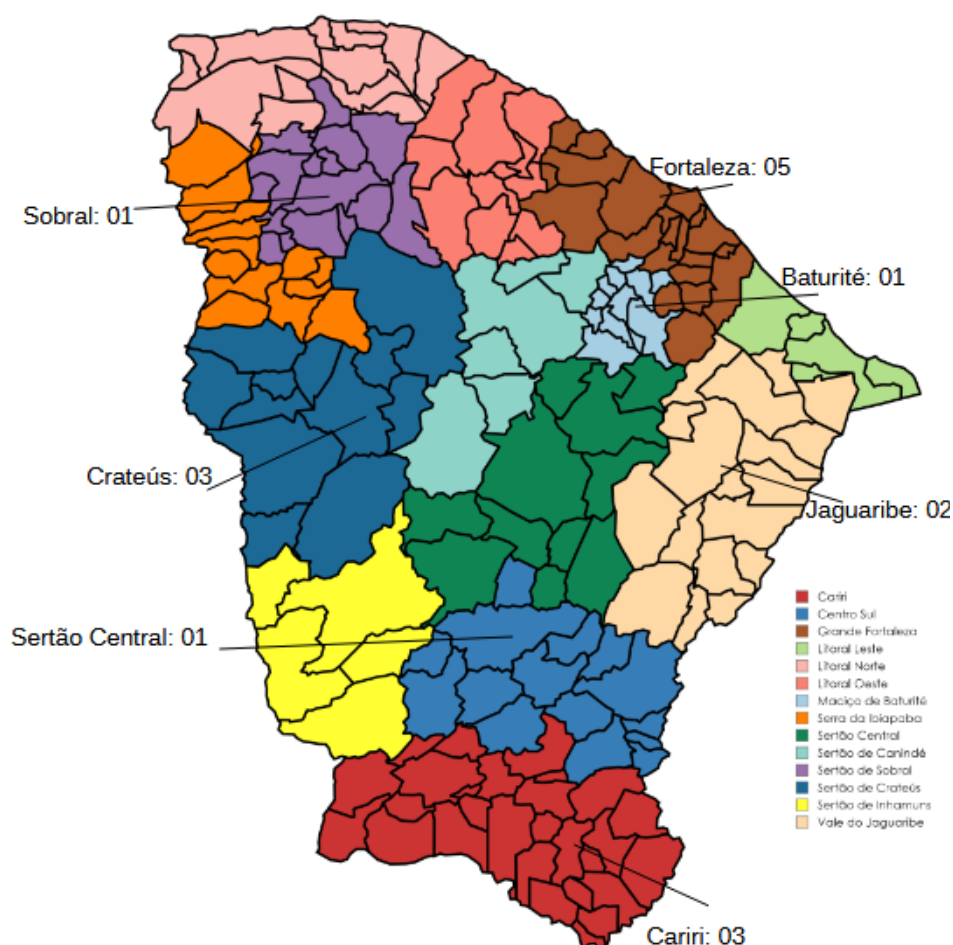 Fortaleza: 05
Sobral: 01
Baturité: 01
Crateús: 03
Jaguaribe: 02
Sertão Central: 01
Cariri: 03
Cariri
Centro Sul
Grande Fortaleza
Litoral Leste
Litoral Norte
Litoral Oeste
Maciço de Baturité
Serra da Ibiapaba
Sertão Central
Sertão de Canindé
Sertão de Sobral
Sertão de Crateús
Sertão de Inhamuns
Vale do Jaguaribe